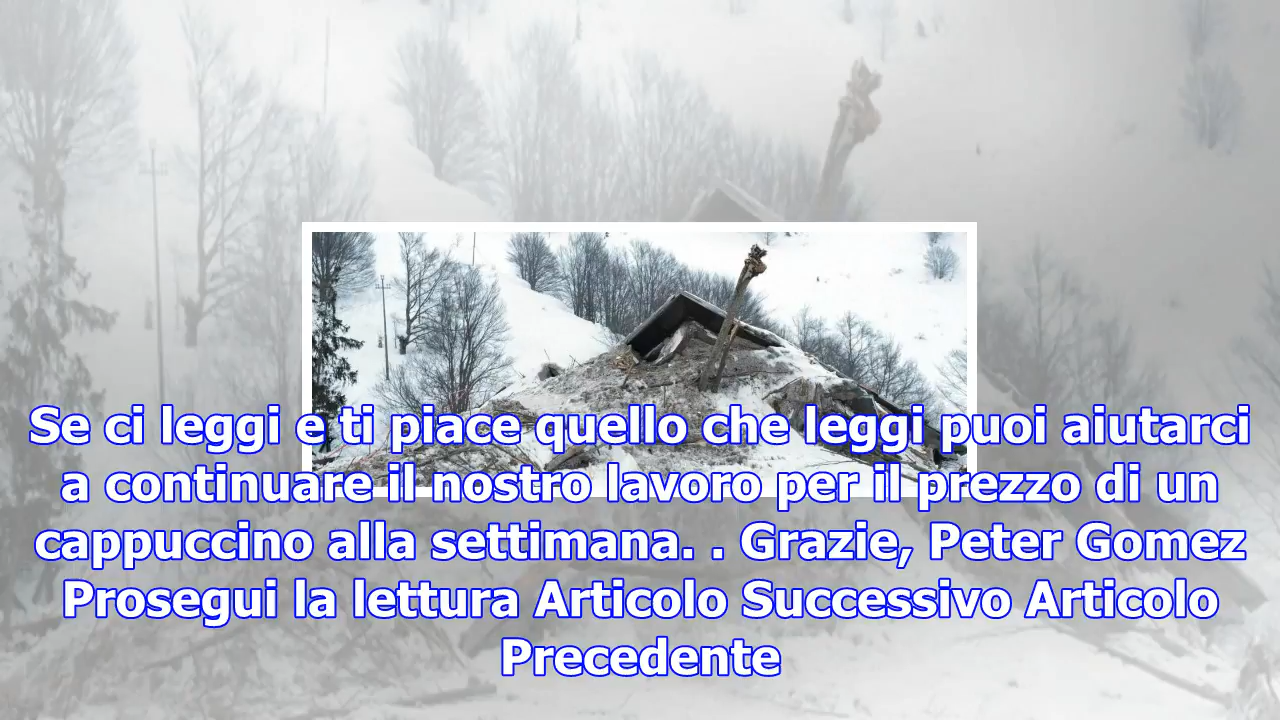 Se ci leggi e ti piace quello che leggi puoi aiutarci
a continuare il nostro lavoro per il prezzo di un
cappuccino alla settimana. . Grazie, Peter Gomez
Prosegui la lettura Articolo Successivo Articolo
Precedente